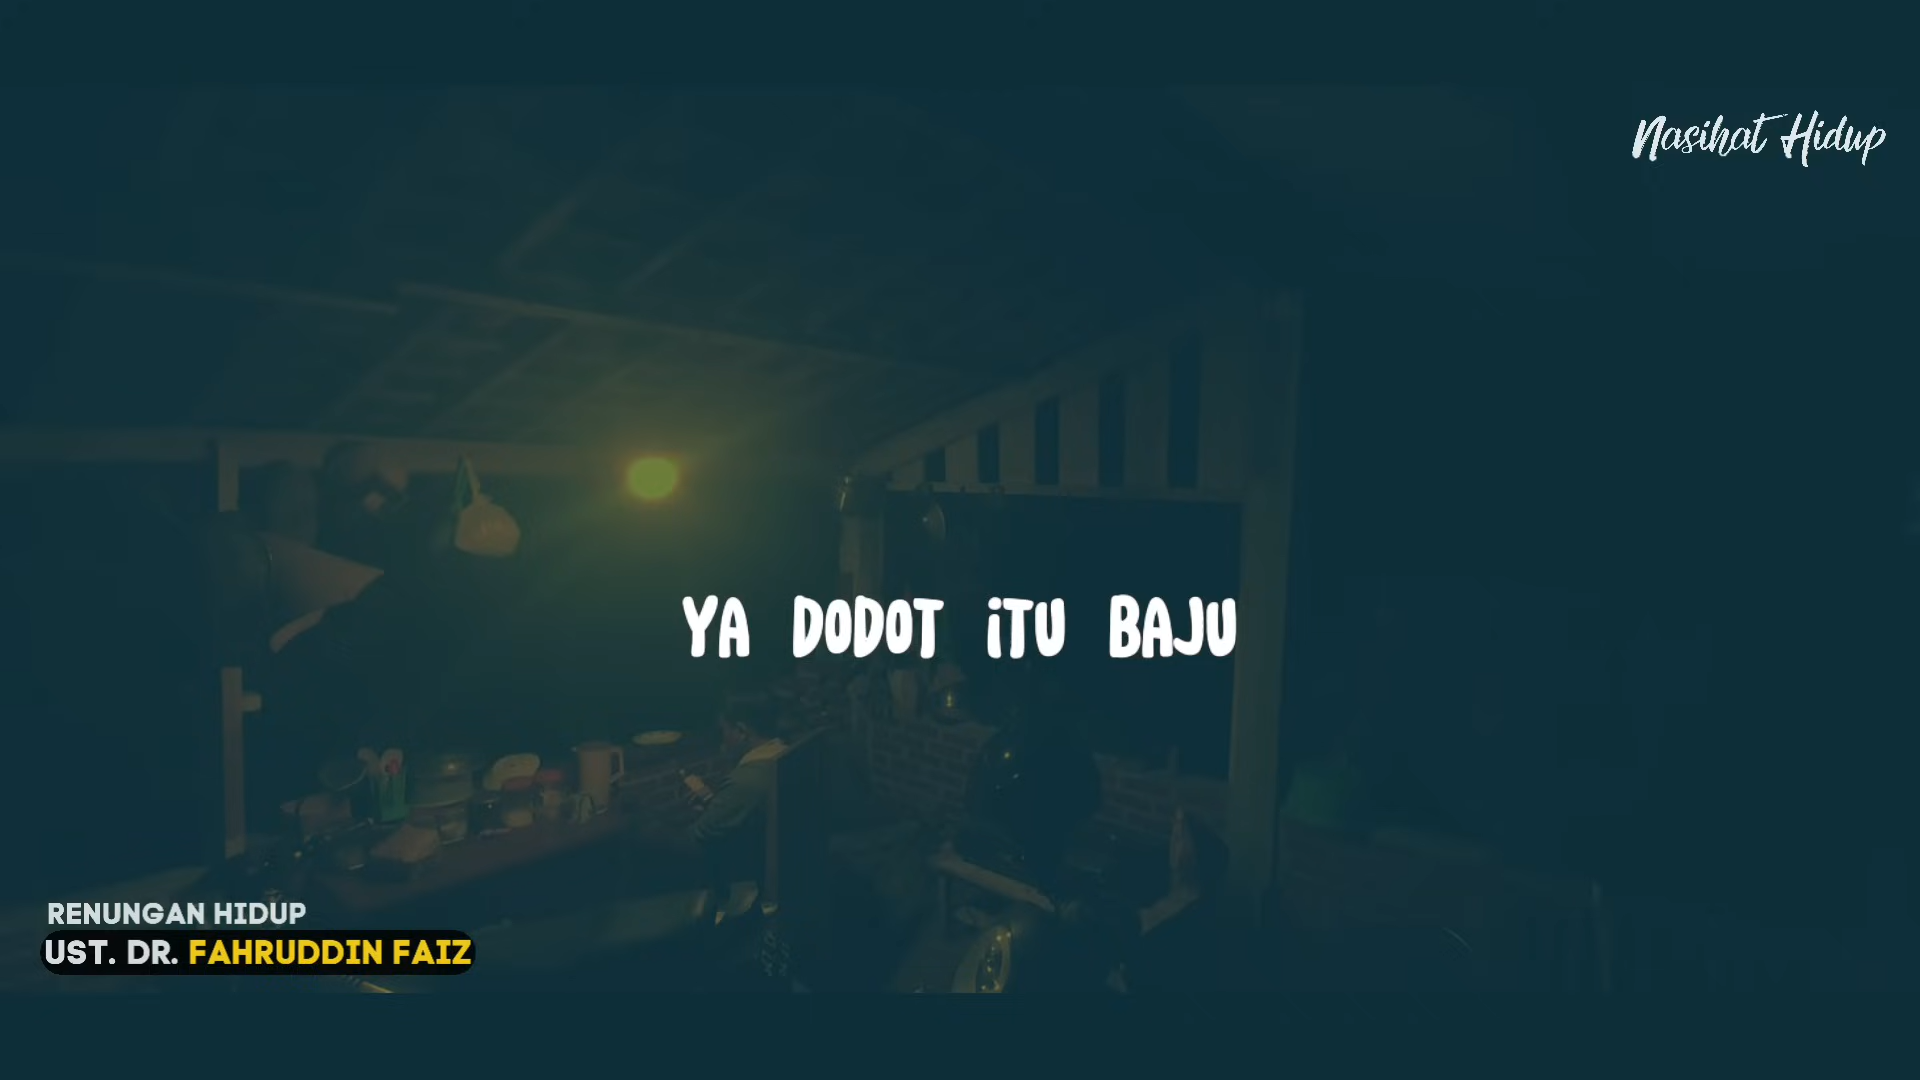 Nasihat Hidup
YA DODOT iTU BAJU
RENUNGAN HIDUP
UST. DR. FAHRUDDIN FAIZ